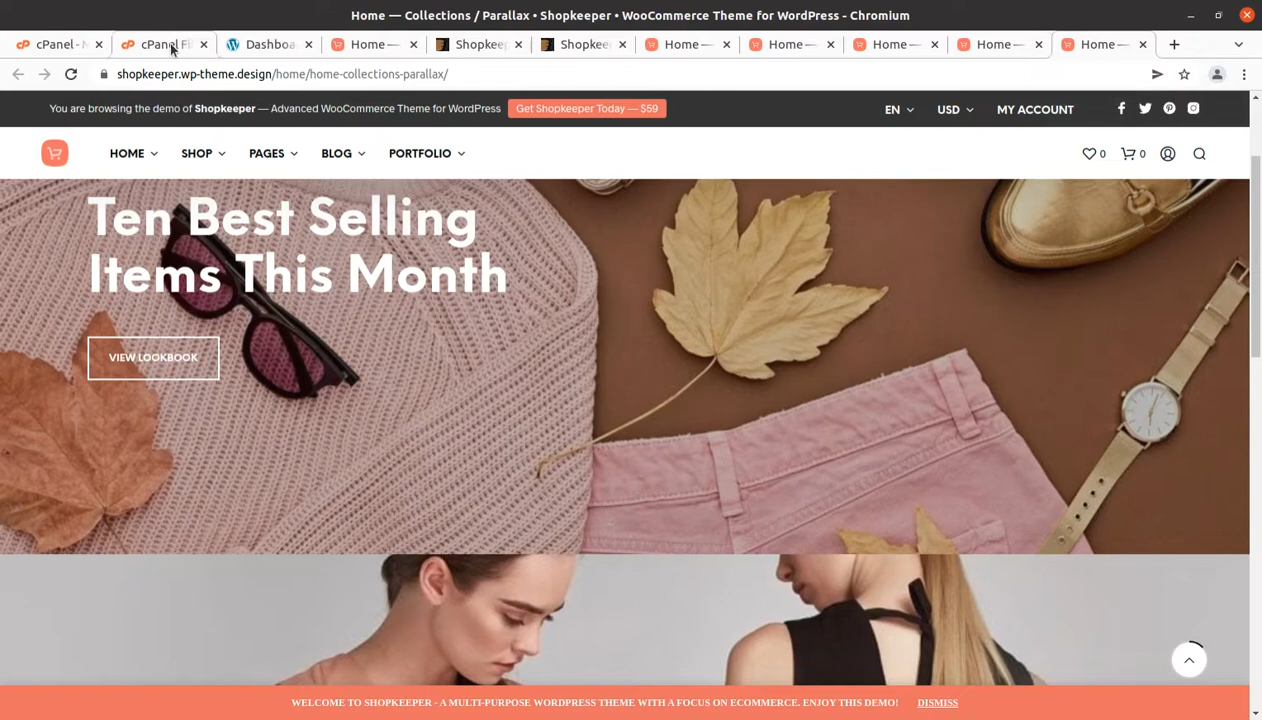 Home — Collections / Parallax • Shopkeeper • WooCommerce Theme for WordPress - Chromium
cPanel - M
cPanel Fi
Dashboa
Home —
Shopkee
Shopkee
Home —
Home —
Home —
Home —
Home —
shopkeeper.wp-theme.design/home/home-collections-parallax/
You are browsing the demo of Shopkeeper — Advanced WooCommerce Theme for WordPress
Get Shopkeeper Today — $59
EN
USD
MY ACCOUNT
HOME
SHOP
PAGES
BLOG
PORTFOLIO
0
0
Ten Best Selling
Items This Month
VIEW LOOKBOOK
WELCOME TO SHOPKEEPER - A MULTI-PURPOSE WORDPRESS THEME WITH A FOCUS ON ECOMMERCE. ENJOY THIS DEMO!
DISMISS